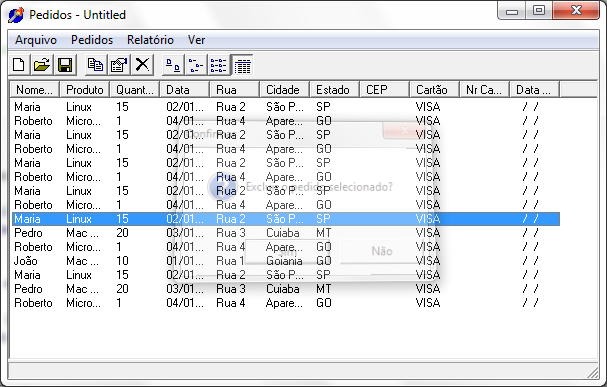 Pedidos - Untitled
Arquivo Pedidos Relatório Ver
Nome... Produto Quant... Data Rua Cidade Estado CEP Cartão Nr Ca... Data ...
Maria Linux 15 02/01... Rua 2 São P... SP VISA / /
Roberto Micro... 1 04/01... Rua 4 Apare... GO VISA / /
Maria Linux 15 02/01... Rua 2 São P... SP VISA / /
Roberto Micro... 1 04/01... Rua 4 Apare... GO VISA / /
Maria Linux 15 02/01... Rua 2 São P... SP VISA / /
Roberto Micro... 1 04/01... Rua 4 Apare... GO VISA / /
Maria Linux 15 02/01... Rua 2 São P... SP VISA / /
Roberto Micro... 1 04/01... Rua 4 Apare... GO VISA / /
Maria Linux 15 02/01... Rua 2 São P... SP VISA / /
Pedro Mac ... 20 03/01... Rua 3 Cuiaba MT VISA / /
Roberto Micro... 1 04/01... Rua 4 Apare... GO VISA / /
João Mac ... 10 01/01... Rua 1 Goiania GO VISA / /
Maria Linux 15 02/01... Rua 2 São P... SP VISA / /
Pedro Mac ... 20 03/01... Rua 3 Cuiaba MT VISA / /
Roberto Micro... 1 04/01... Rua 4 Apare... GO VISA / /
Confirmar
Excluir o pedido selecionado?
Sim Não